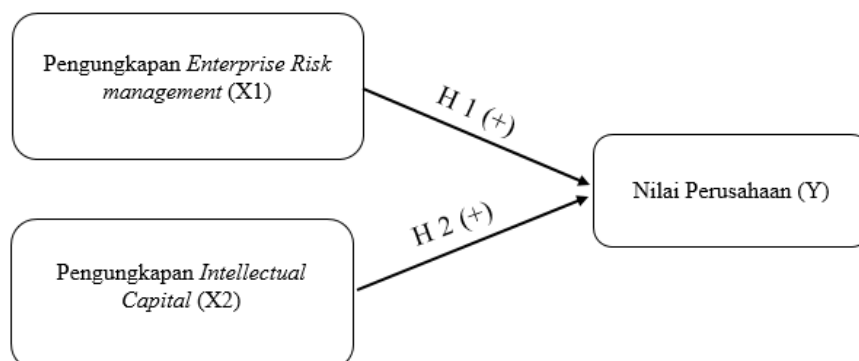 Pengungkapan Enterprise Risk
management (X1)
H 1 (+)
Nilai Perusahaan (Y)
H 2 (+)
Pengungkapan Intellectual
Capital (X2)